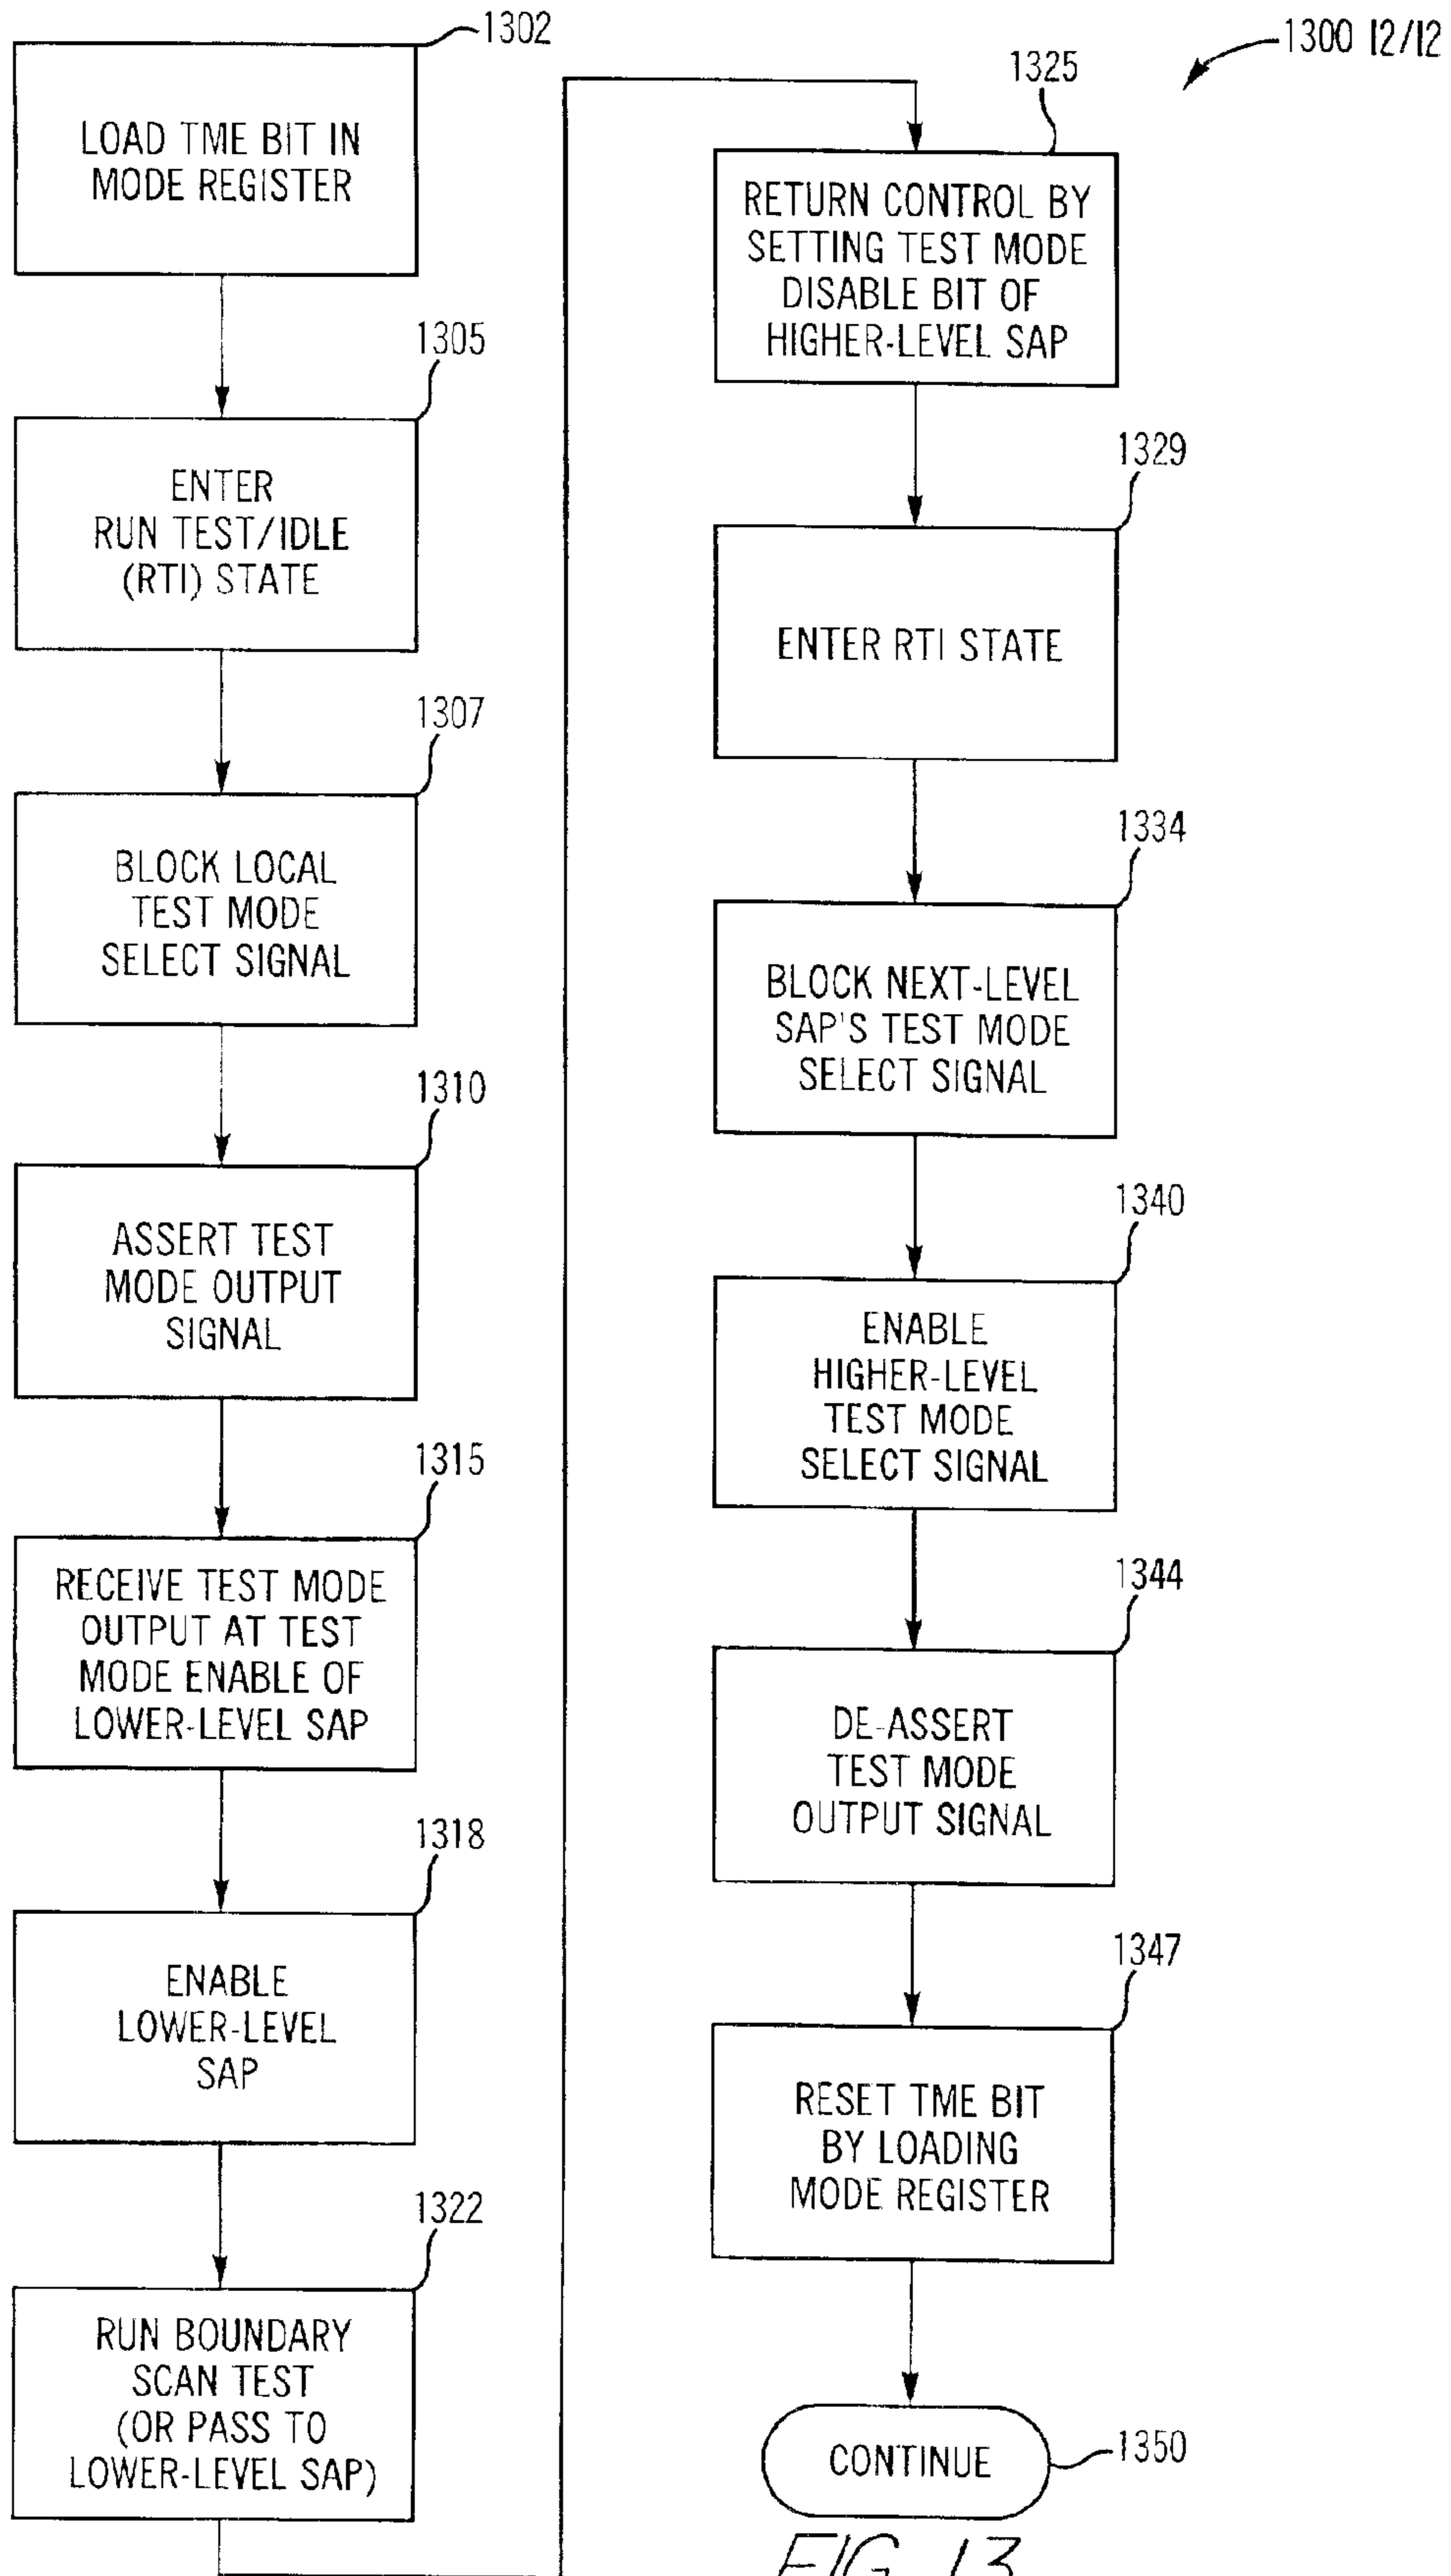 1302
LOAD TME BIT IN
MODE REGISTER
1305
ENTER
RUN TEST/IDLE
(RTI) STATE
1307
BLOCK LOCAL
TEST MODE
SELECT SIGNAL
1310
ASSERT TEST
MODE OUTPUT
SIGNAL
1315
RECEIVE TEST MODE
OUTPUT AT TEST
MODE ENABLE OF
LOWER-LEVEL SAP
1318
ENABLE
LOWER-LEVEL
SAP
1322
RUN BOUNDARY
SCAN TEST
(OR PASS TO
LOWER-LEVEL SAP)
1300 12/12
1325
RETURN CONTROL BY
SETTING TEST MODE
DISABLE BIT OF
HIGHER-LEVEL SAP
1329
ENTER RTI STATE
1334
BLOCK NEXT-LEVEL
SAP'S TEST MODE
SELECT SIGNAL
1340
ENABLE
HIGHER-LEVEL
TEST MODE
SELECT SIGNAL
1344
DE-ASSERT
TEST MODE
OUTPUT SIGNAL
1347
RESET TME BIT
BY LOADING
MODE REGISTER
CONTINUE
1350
FIG. 13